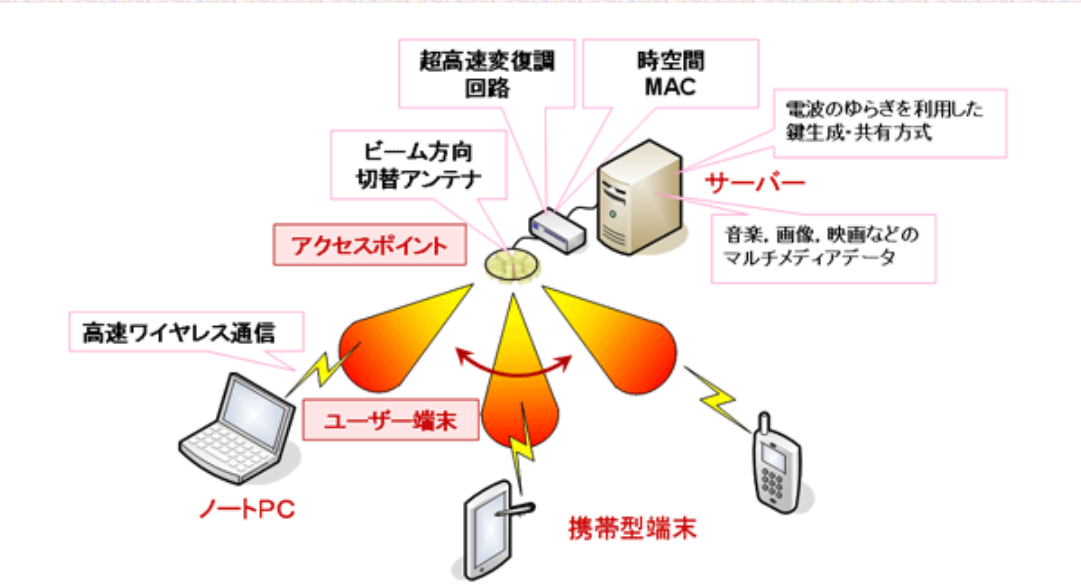 超高速変復調
回路
時空間
MAC
電波のゆらぎを利用した
鍵生成・共有方式
ビーム方向
切替アンテナ
サーバー
アクセスポイント
音楽，画像，映画などの
マルチメディアデータ
高速ワイヤレス通信
ユーザー端末
ノートPC
携帯型端末